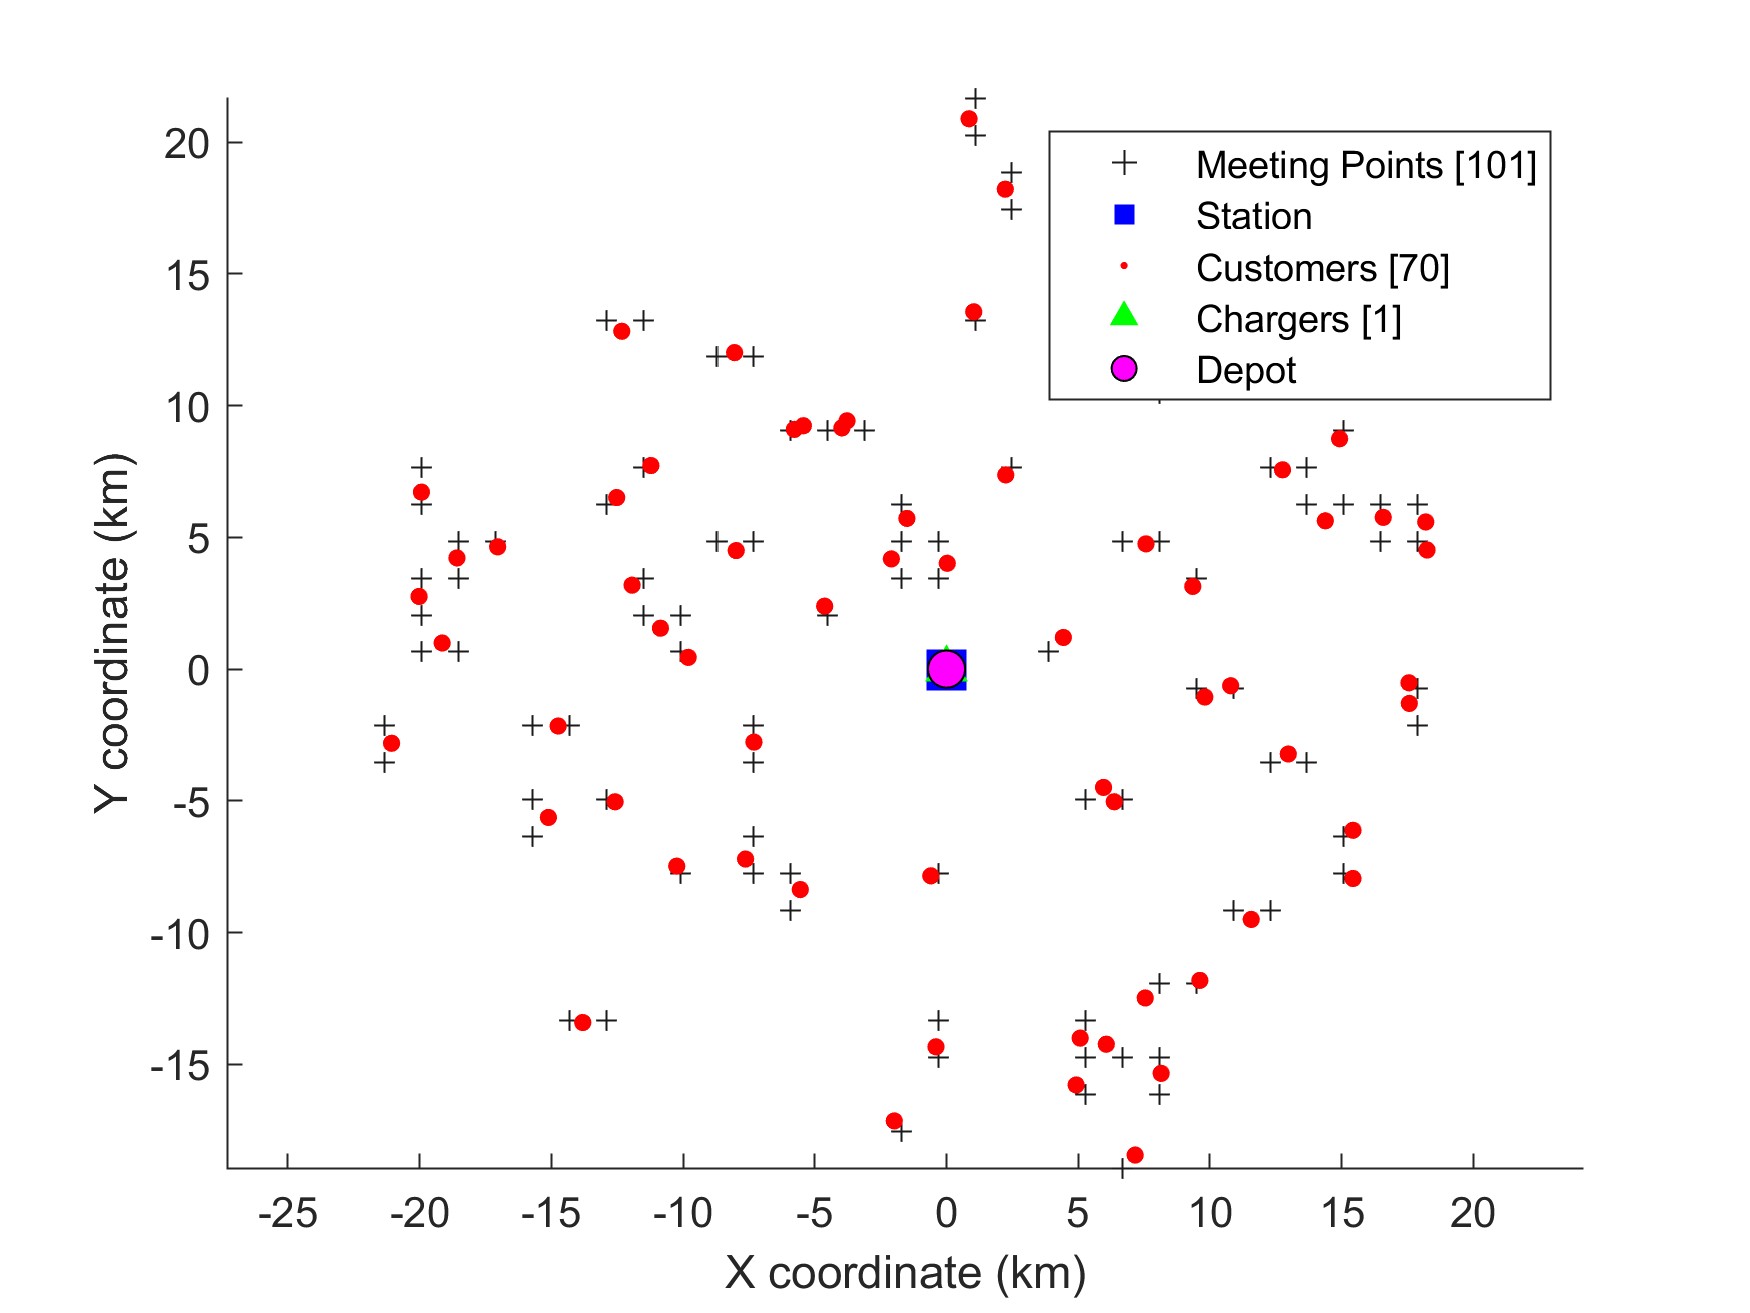 20
15
10
5
0
-5
-10
-15
Y coordinate (km)
Meeting Points [101]
Station
Customers [70]
Chargers [1]
Depot
-25 -20 -15 -10 -5 0 5 10 15 20
X coordinate (km)